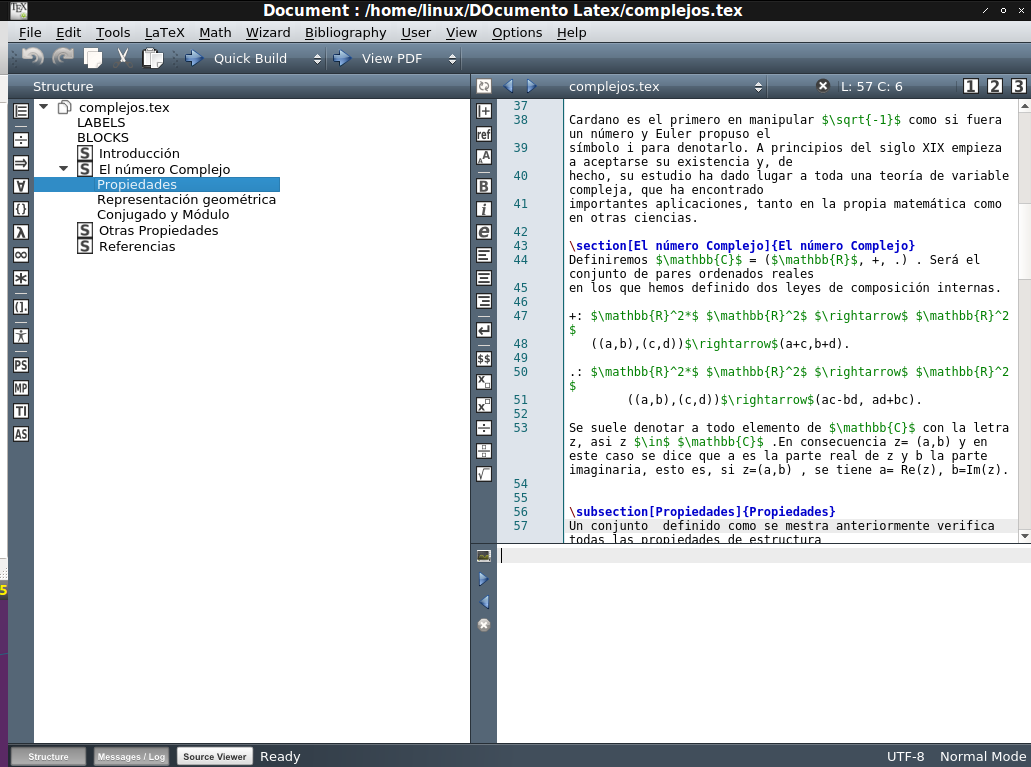 Document : /home/linux/DOcumento Latex/complejos.tex
File Edit Tools LaTeX Math Wizard Bibliography User View Options Help
Quick Build View PDF
Structure
complejos.tex L: 57 C: 6 1 2 3
complejos.tex
LABELS
BLOCKS
S Introducción
S El número Complejo
Propiedades
Representación geométrica
Conjugado y Módulo
S Otras Propiedades
S Referencias
{}
λ
∞
PS
MP
TI
AS
ref
B
i
e
$$
37
38 Cardano es el primero en manipular $\sqrt{-1}$ como si fuera
un número y Euler propuso el
39 símbolo i para denotarlo. A principios del siglo XIX empieza
a aceptarse su existencia y, de
40 hecho, su estudio ha dado lugar a toda una teoría de variable
compleja, que ha encontrado
41 importantes aplicaciones, tanto en la propia matemática como
en otras ciencias.
42
43 \section[El número Complejo]{El número Complejo}
44 Definiremos $\mathbb{C}$ = ($\mathbb{R}$, +, .) . Será el
conjunto de pares ordenados reales
45 en los que hemos definido dos leyes de composición internas.
46
47 +: $\mathbb{R}^2*$ $\mathbb{R}^2$ $\rightarrow$ $\mathbb{R}^2
$
48 ((a,b),(c,d))$\rightarrow$(a+c,b+d).
49
50 .: $\mathbb{R}^2*$ $\mathbb{R}^2$ $\rightarrow$ $\mathbb{R}^2
$
51 ((a,b),(c,d))$\rightarrow$(ac-bd, ad+bc).
52
53 Se suele denotar a todo elemento de $\mathbb{C}$ con la letra
z, asi z $\in$ $\mathbb{C}$ .En consecuencia z= (a,b) y en
este caso se dice que a es la parte real de z y b la parte
imaginaria, esto es, si z=(a,b) , se tiene a= Re(z), b=Im(z).
54
55
56 \subsection[Propiedades]{Propiedades}
57 Un conjunto  definido como se mestra anteriormente verifica
todas las propiedades de estructura
5
Structure Messages / Log Source Viewer Ready UTF-8 Normal Mode